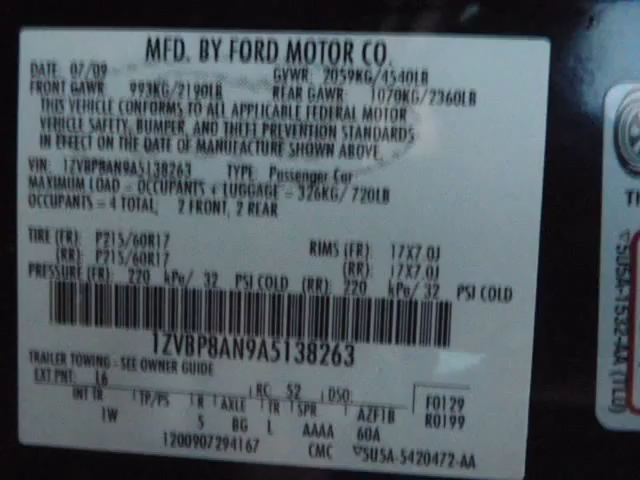 MFD. BY FORD MOTOR CO.
DATE: 07/09 GVWR: 2059KG/4540LB
FRONT GAWR: 993KG/2190LB REAR GAWR: 1070KG/2360LB
THIS VEHICLE CONFORMS TO ALL APPLICABLE FEDERAL MOTOR
VEHICLE SAFETY, BUMPER, AND THEFT PREVENTION STANDARDS
IN EFFECT ON THE DATE OF MANUFACTURE SHOWN ABOVE.
VIN: 1ZVBP8AN9A5138263 TYPE: Passenger Car
MAXIMUM LOAD = OCCUPANTS + LUGGAGE = 326KG/720LB
OCCUPANTS = 4 TOTAL, 2 FRONT, 2 REAR
TIRE (FR): P215/60R17 RIMS (FR): 17X7.0J
(RR): P215/60R17 (RR): 17X7.0J
PRESSURE (FR): 220 kPa/ 32 PSI COLD (RR): 220 kPa/ 32 PSI COLD
1ZVBP8AN9A5138263
TRAILER TOWING - SEE OWNER GUIDE
EXT PNT: L6 RC: 52 DSO:
INT TR TP/PS R AXLE TR SPR AZF1B F0129
1W 5 BG L AAAA 60A R0199
1200907294167 CMC 5U5A-5420472-AA
5U5A-1532-AA (TED)